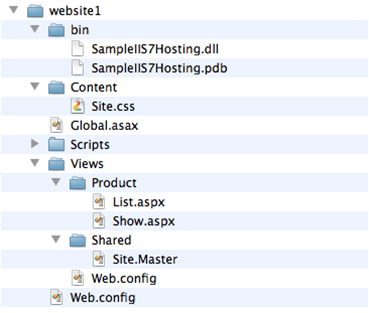 website1
bin
SampleIIS7Hosting.dll
SampleIIS7Hosting.pdb
Content
Site.css
Global.asax
Scripts
Views
Product
List.aspx
Show.aspx
Shared
Site.Master
Web.config
Web.config